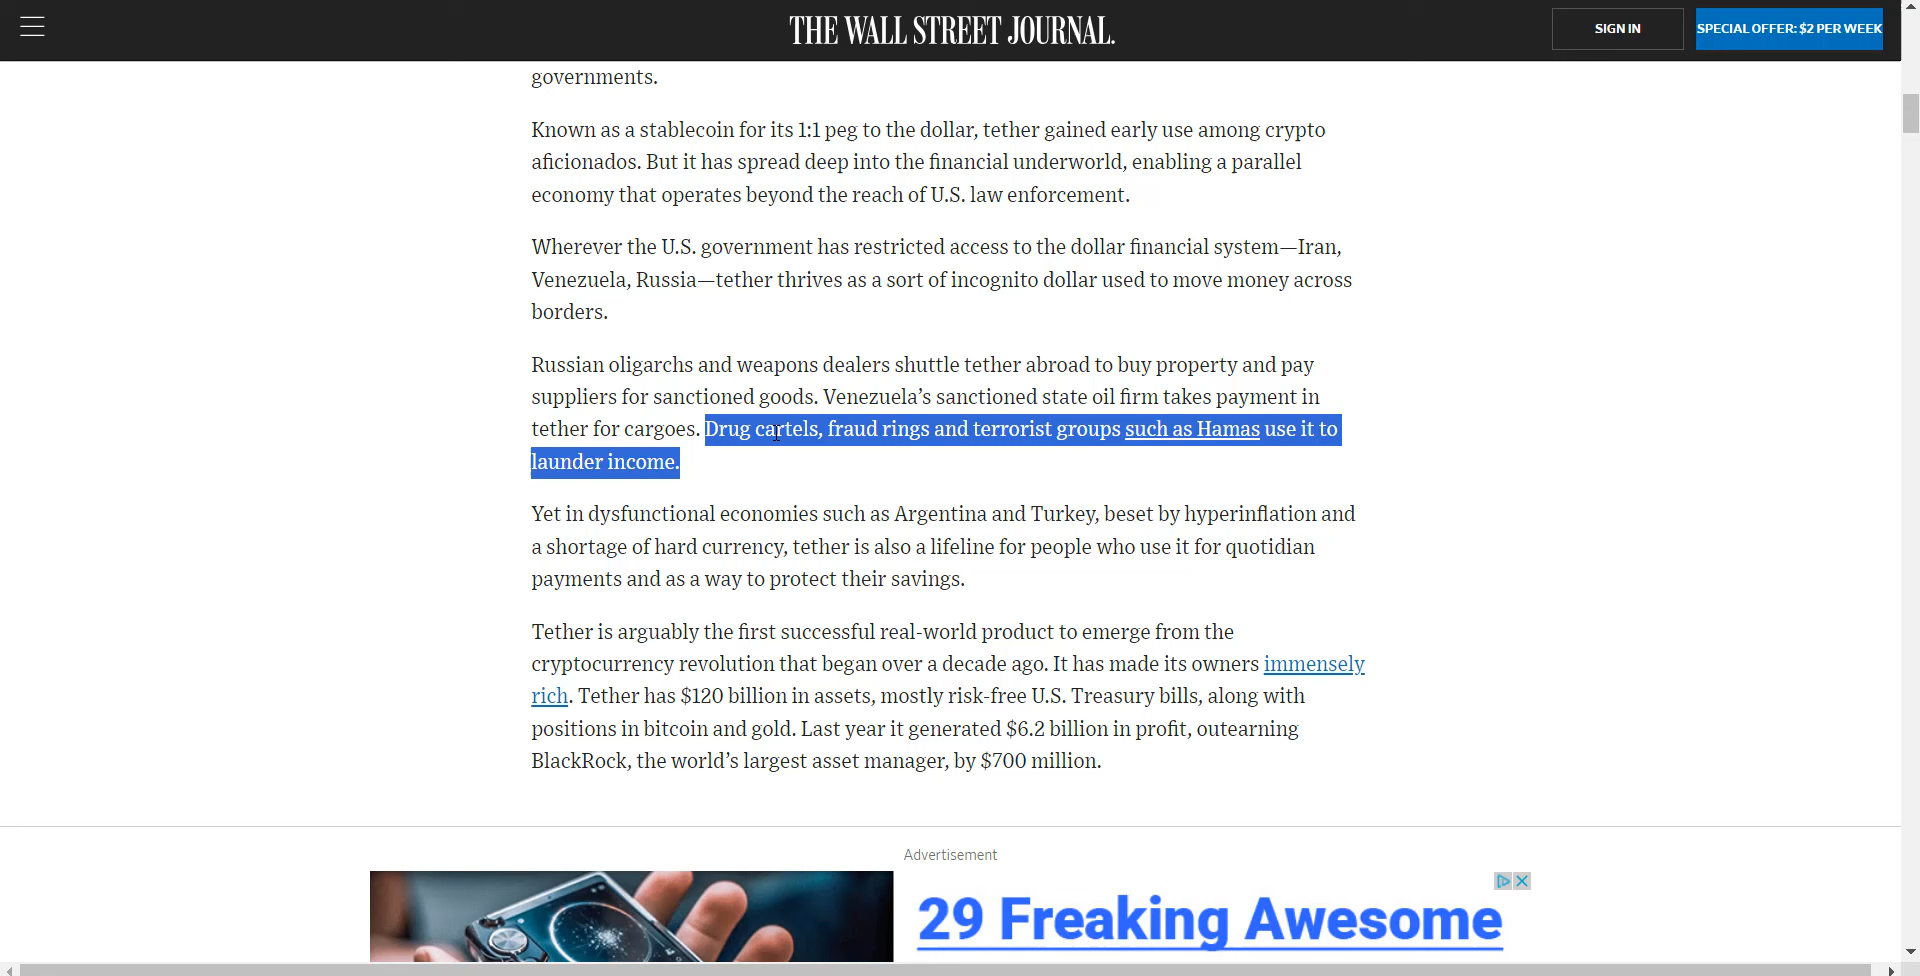 THE WALL STREET JOURNAL.
SIGN IN
SPECIAL OFFER: $2 PER WEEK
governments.
Known as a stablecoin for its 1:1 peg to the dollar, tether gained early use among crypto
aficionados. But it has spread deep into the financial underworld, enabling a parallel
economy that operates beyond the reach of U.S. law enforcement.
Wherever the U.S. government has restricted access to the dollar financial system—Iran,
Venezuela, Russia—tether thrives as a sort of incognito dollar used to move money across
borders.
Russian oligarchs and weapons dealers shuttle tether abroad to buy property and pay
suppliers for sanctioned goods. Venezuela’s sanctioned state oil firm takes payment in
tether for cargoes. Drug cartels, fraud rings and terrorist groups such as Hamas use it to
launder income.
Yet in dysfunctional economies such as Argentina and Turkey, beset by hyperinflation and
a shortage of hard currency, tether is also a lifeline for people who use it for quotidian
payments and as a way to protect their savings.
Tether is arguably the first successful real-world product to emerge from the
cryptocurrency revolution that began over a decade ago. It has made its owners immensely
rich. Tether has $120 billion in assets, mostly risk-free U.S. Treasury bills, along with
positions in bitcoin and gold. Last year it generated $6.2 billion in profit, outearning
BlackRock, the world’s largest asset manager, by $700 million.
Advertisement
29 Freaking Awesome